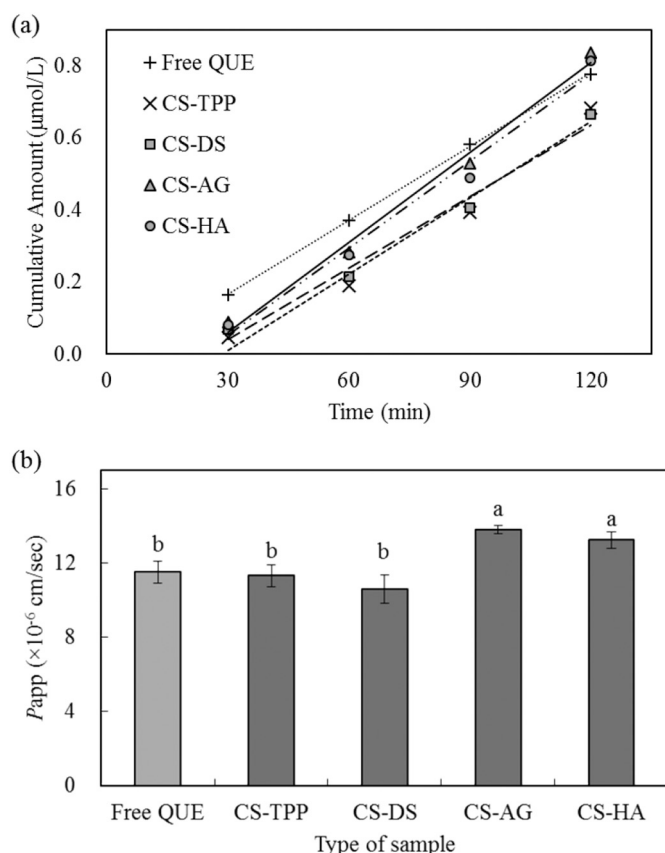 (a)
Cumulative Amount (μmol/L)
0.8
0.6
0.4
0.2
0.0
Free QUE
CS-TPP
CS-DS
CS-AG
CS-HA
0 30 60 90 120
Time (min)
(b)
Papp (×10⁻⁶ cm/sec)
16
12
8
4
0
b b b a a
Free QUE CS-TPP CS-DS CS-AG CS-HA
Type of sample